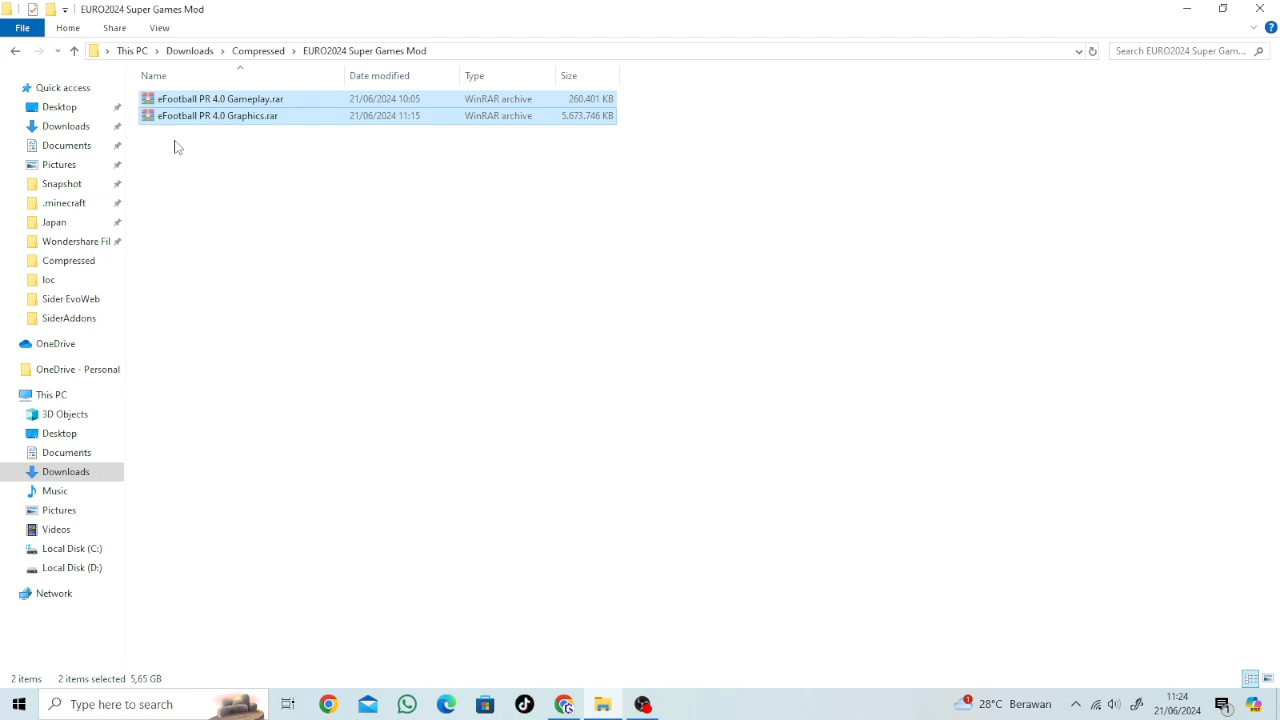 EURO2024 Super Games Mod
File Home Share View
This PC Downloads Compressed EURO2024 Super Games Mod
Search EURO2024 Super Gam...
Name Date modified Type Size
eFootball PR 4.0 Gameplay.rar 21/06/2024 10:05 WinRAR archive 260.401 KB
eFootball PR 4.0 Graphics.rar 21/06/2024 11:15 WinRAR archive 5.673.746 KB
Quick access
Desktop
Downloads
Documents
Pictures
Snapshot
.minecraft
Japan
Wondershare Fil
Compressed
loc
Sider EvoWeb
SiderAddons
OneDrive
OneDrive - Personal
This PC
3D Objects
Desktop
Documents
Downloads
Music
Pictures
Videos
Local Disk (C:)
Local Disk (D:)
Network
2 items 2 items selected 5,65 GB
Type here to search
28°C Berawan
11:24
21/06/2024